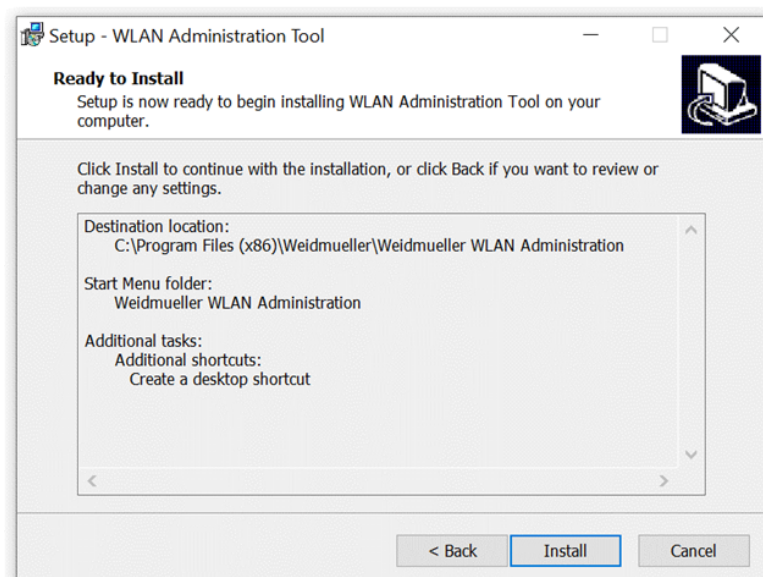 Setup - WLAN Administration Tool
Ready to Install
Setup is now ready to begin installing WLAN Administration Tool on your
computer.
Click Install to continue with the installation, or click Back if you want to review or
change any settings.
Destination location:
C:\Program Files (x86)\Weidmueller\Weidmueller WLAN Administration
Start Menu folder:
Weidmueller WLAN Administration
Additional tasks:
Additional shortcuts:
Create a desktop shortcut
< Back
Install
Cancel